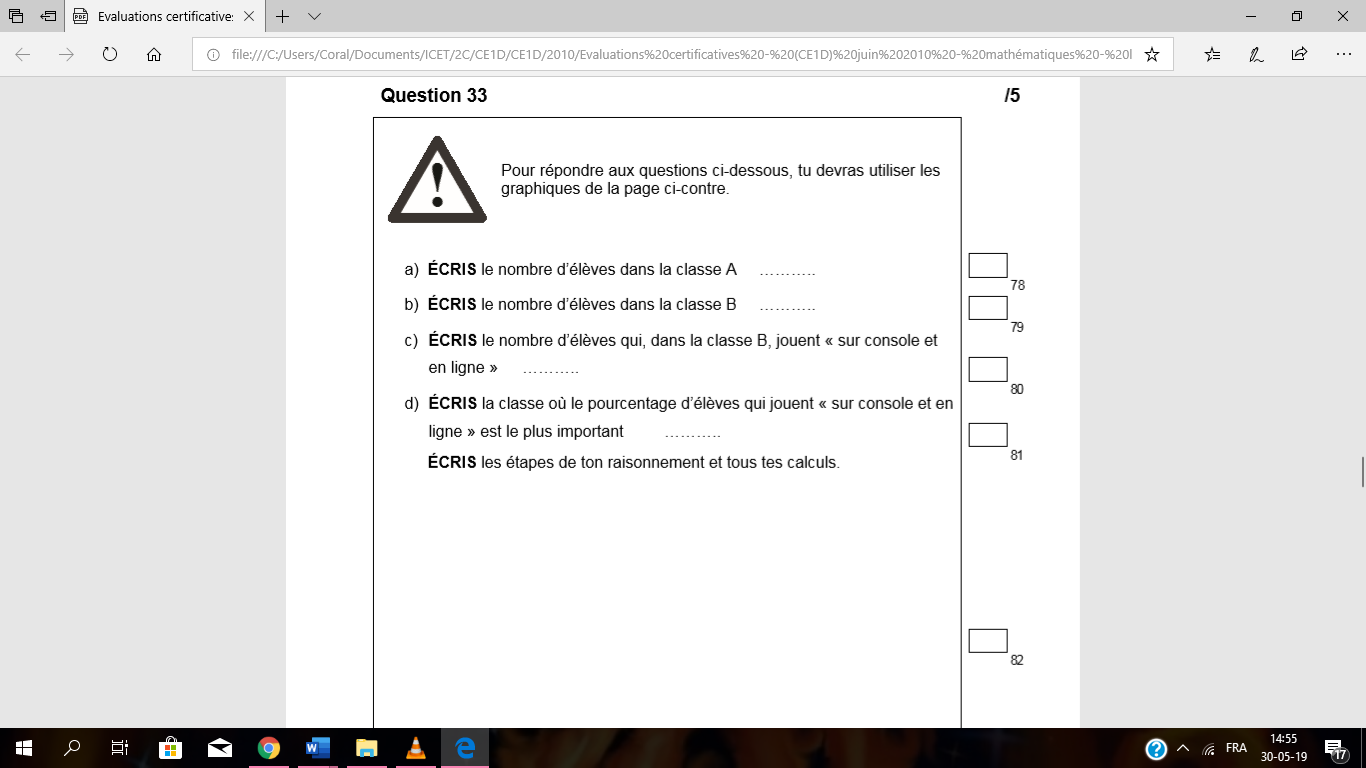 Evaluations certificative:
file:///C:/Users/Coral/Documents/ICET/2C/CE1D/CE1D/2010/Evaluations%20certificatives%20-%20(CE1D)%20juin%202010%20-%20mathématiques%20-%20l
Question 33 /5
Pour répondre aux questions ci-dessous, tu devras utiliser les
graphiques de la page ci-contre.
a) ÉCRIS le nombre d'élèves dans la classe A ………..
78
b) ÉCRIS le nombre d'élèves dans la classe B ………..
79
c) ÉCRIS le nombre d'élèves qui, dans la classe B, jouent « sur console et
en ligne » ………..
80
d) ÉCRIS la classe où le pourcentage d'élèves qui jouent « sur console et en
ligne » est le plus important ………..
81
ÉCRIS les étapes de ton raisonnement et tous tes calculs.
82
FRA
14:55
30-05-19
17